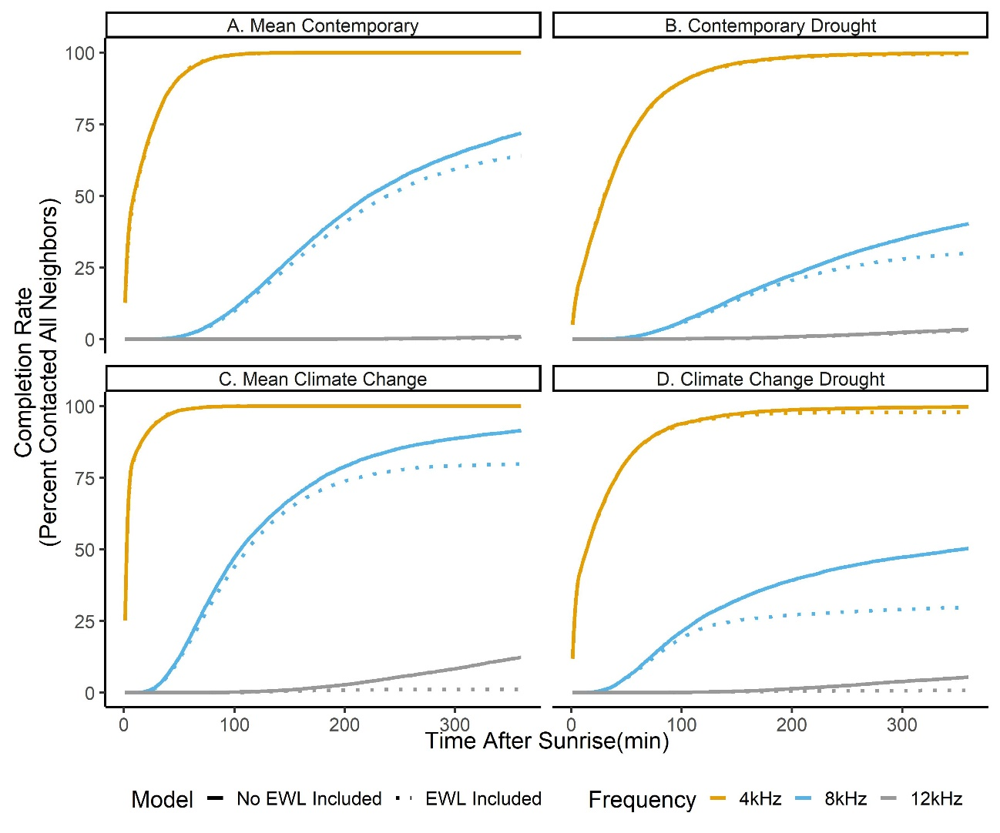 A. Mean Contemporary
B. Contemporary Drought
100
75
50
25
0
Completion Rate
(Percent Contacted All Neighbors)
C. Mean Climate Change
D. Climate Change Drought
100
75
50
25
0
0 100 200 300
0 100 200 300
Time After Sunrise(min)
Model No EWL Included EWL Included Frequency 4kHz 8kHz 12kHz